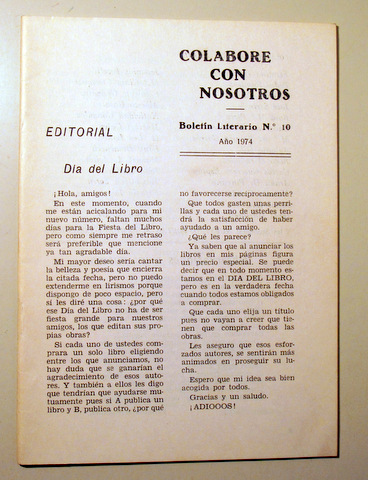 COLABORE
CON
NOSOTROS
EDITORIAL
Boletín Literario N.º 10
Año 1974
Día del Libro
¡Hola, amigos!
En este momento, cuando
me están acicalando para mi
nuevo número, faltan muchos
días para la Fiesta del Libro,
pero como siempre me retraso
será preferible que mencione
ya tan agradable día.
Mi mayor deseo sería cantar
la belleza y poesía que encierra
la citada fecha, pero no puedo
extenderme en lirismos porque
dispongo de poco espacio, pero
sí les diré una cosa: ¿por qué
ese Día del Libro no ha de ser
fiesta grande para nuestros
amigos, los que editan sus pro-
pias obras?
Si cada uno de ustedes com-
prara un solo libro eligiendo
entre los que anunciamos, no
hay duda que se ganarían el
agradecimiento de esos auto-
res. Y también a ellos les digo
que tendrían que ayudarse mu-
tuamente pues si A publica un
libro y B, publica otro, ¿por qué
no favorecerse recíprocamente?
Que todos gasten unas perri-
llas y cada uno de ustedes ten-
drá la satisfacción de haber
ayudado a un amigo.
¿Qué les parece?
Ya saben que al anunciar los
libros en mis páginas figura
un precio especial. Se puede
decir que en todo momento es-
tamos en el DIA DEL LIBRO,
pero es en la verdadera fecha
cuando todos estamos obligados
a comprar.
Que cada uno elija un título
pues no vayan a creer que tie-
nen que comprar todas las
obras.
Les aseguro que esos esfor-
zados autores, se sentirán más
animados en proseguir su lu-
cha.
Espero que mi idea sea bien
acogida por todos.
Gracias y un saludo.
¡ADIOOOS!